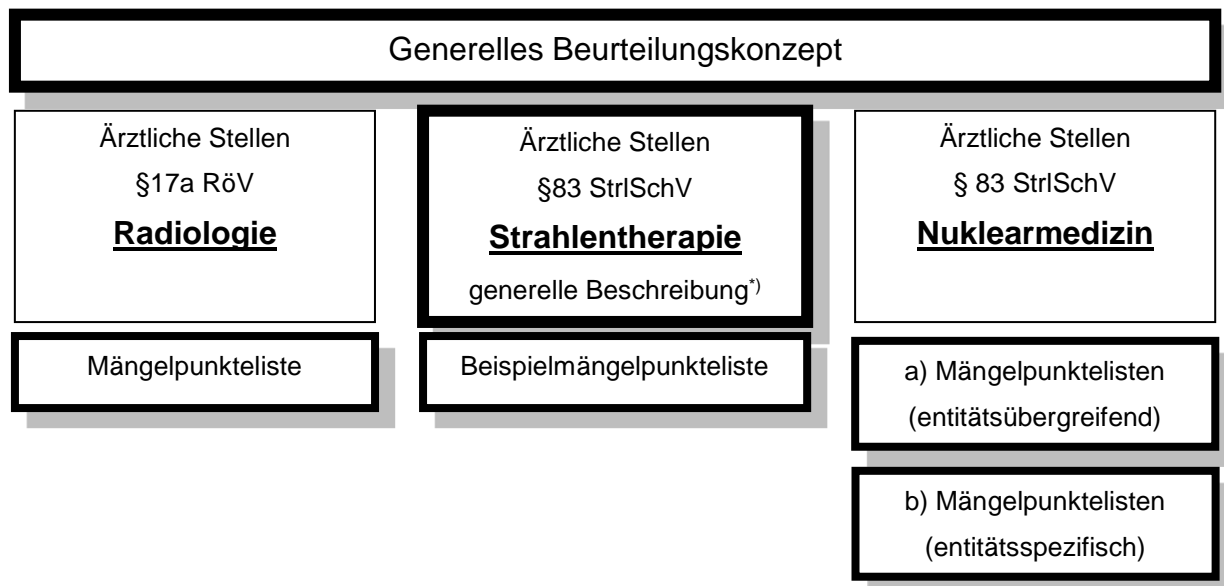 Generelles Beurteilungskonzept
Ärztliche Stellen
§17a RöV
Radiologie
Mängelpunkteliste
Ärztliche Stellen
§83 StrlSchV
Strahlentherapie
generelle Beschreibung*)
Beispielmängelpunkteliste
Ärztliche Stellen
§ 83 StrlSchV
Nuklearmedizin
a) Mängelpunktelisten
(entitätsübergreifend)
b) Mängelpunktelisten
(entitätsspezifisch)